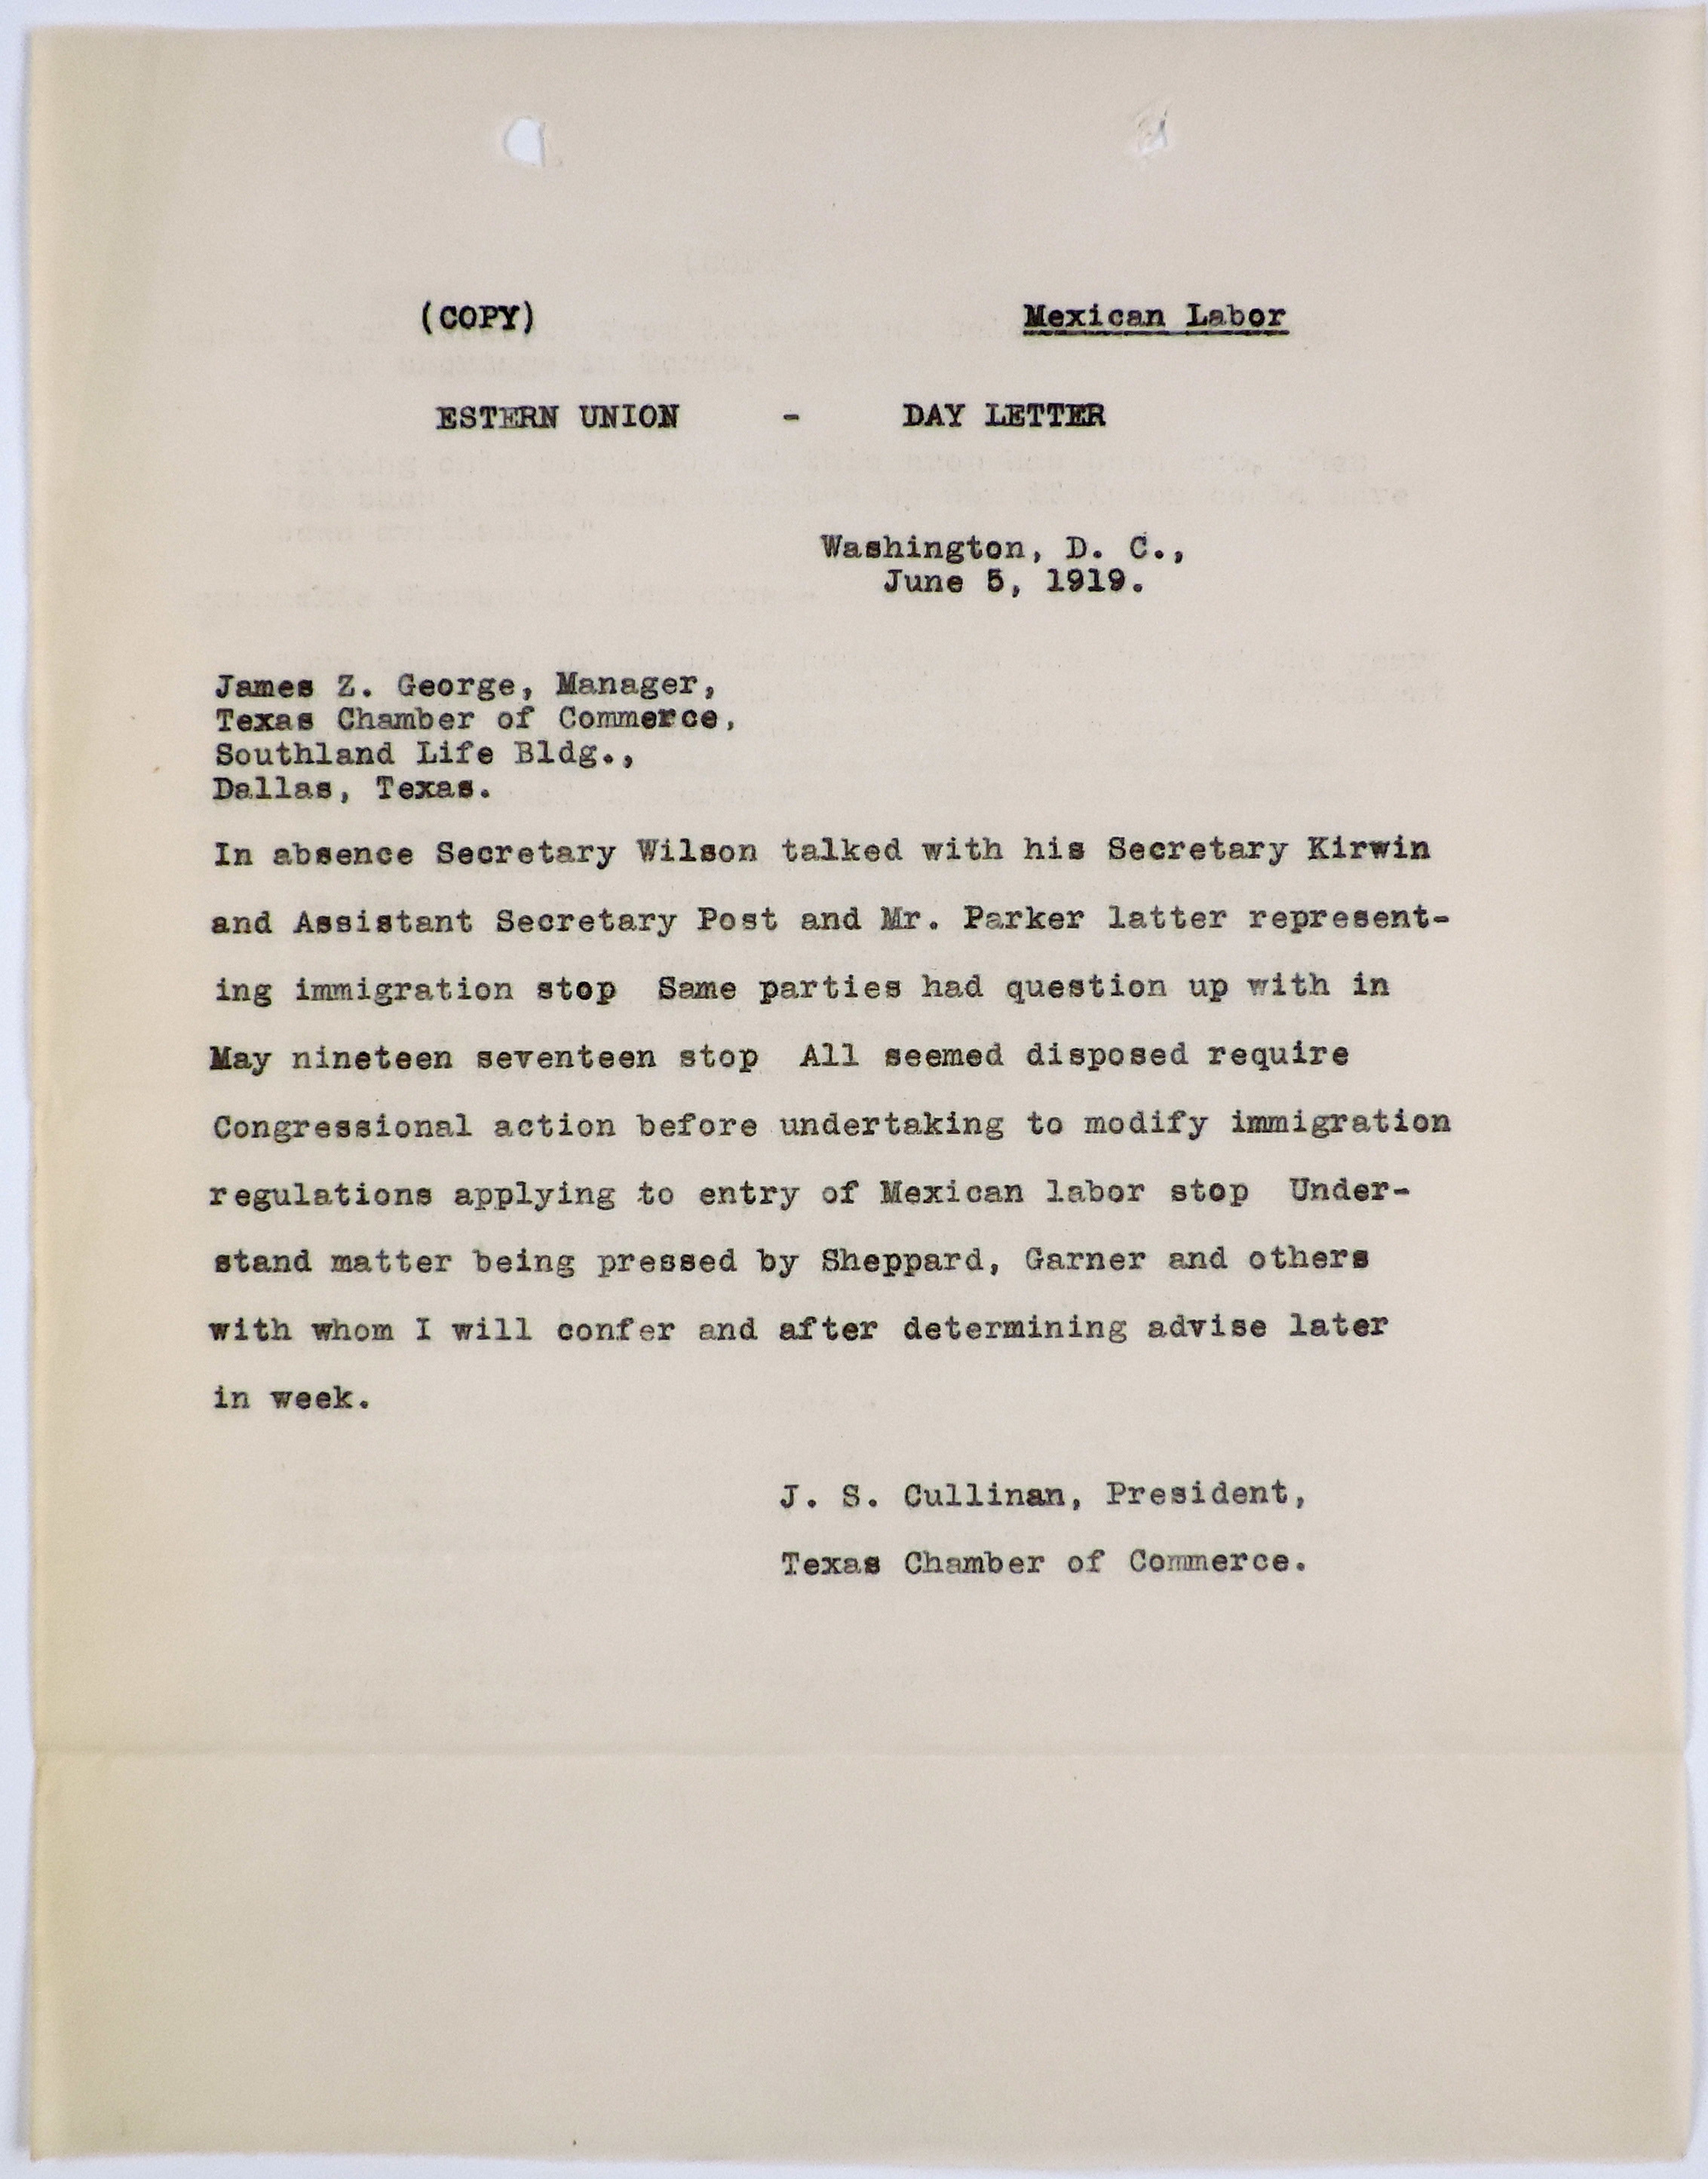 (COPY) Mexican Labor
ESTERN UNION - DAY LETTER
Washington, D. C.,
June 5, 1919.
James Z. George, Manager,
Texas Chamber of Commerce,
Southland Life Bldg.,
Dallas, Texas.
In absence Secretary Wilson talked with his Secretary Kirwin
and Assistant Secretary Post and Mr. Parker latter represent-
ing immigration stop Same parties had question up with in
May nineteen seventeen stop All seemed disposed require
Congressional action before undertaking to modify immigration
regulations applying to entry of Mexican labor stop Under-
stand matter being pressed by Sheppard, Garner and others
with whom I will confer and after determining advise later
in week.
J. S. Cullinan, President,
Texas Chamber of Commerce.